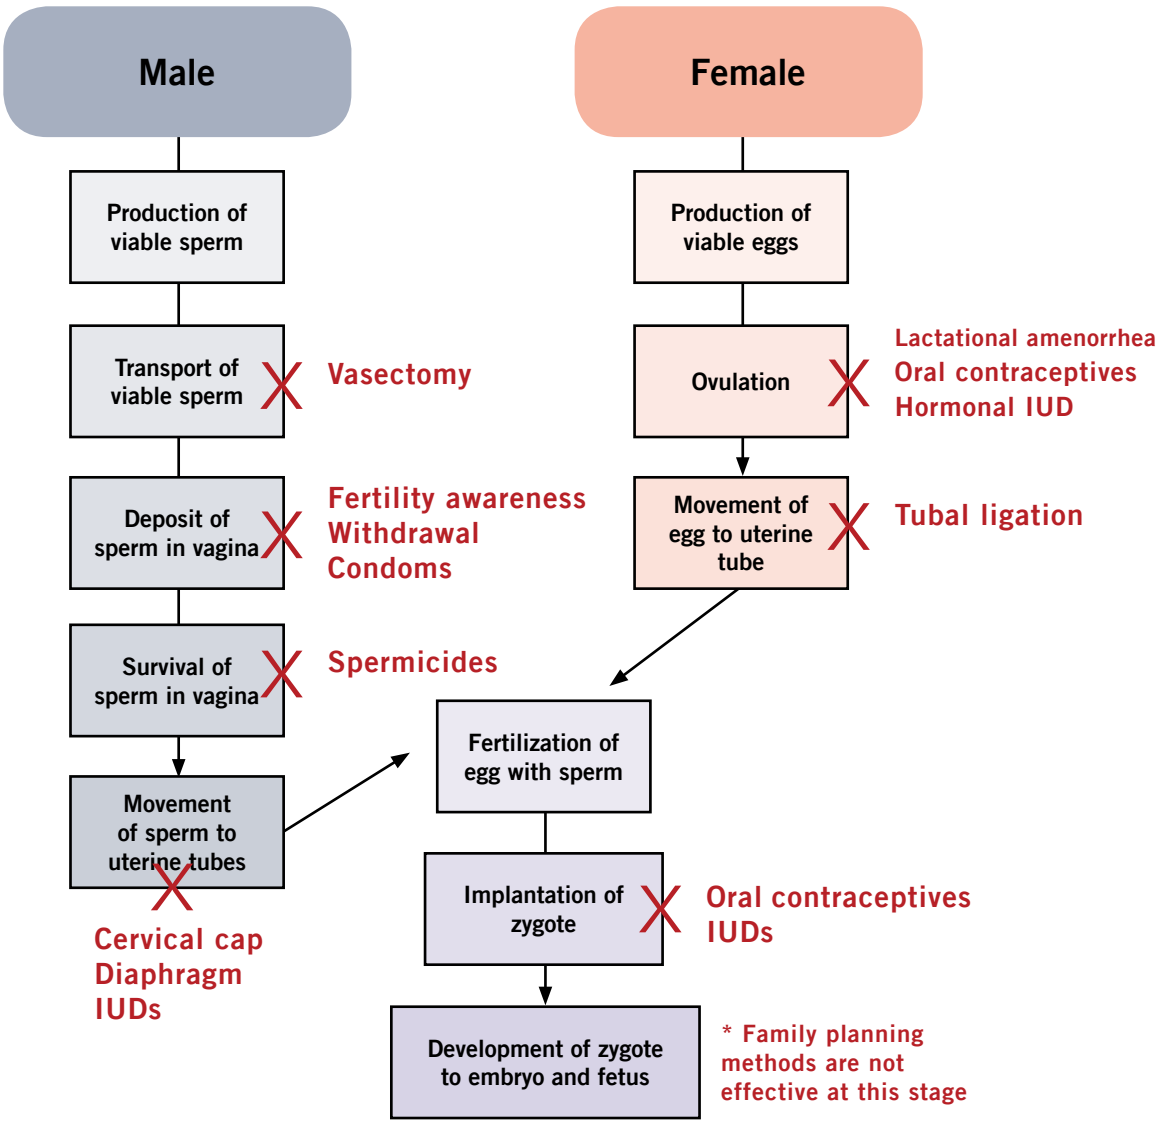 Male
Female
Production of
viable sperm
Production of
viable eggs
Transport of
viable sperm
Vasectomy
Ovulation
Lactational amenorrhea
Oral contraceptives
Hormonal IUD
Deposit of
sperm in vagina
Fertility awareness
Withdrawal
Condoms
Movement of
egg to uterine
tube
Tubal ligation
Survival of
sperm in vagina
Spermicides
Fertilization of
egg with sperm
Movement
of sperm to
uterine tubes
Cervical cap
Diaphragm
IUDs
Implantation of
zygote
Oral contraceptives
IUDs
Development of zygote
to embryo and fetus
* Family planning
methods are not
effective at this stage